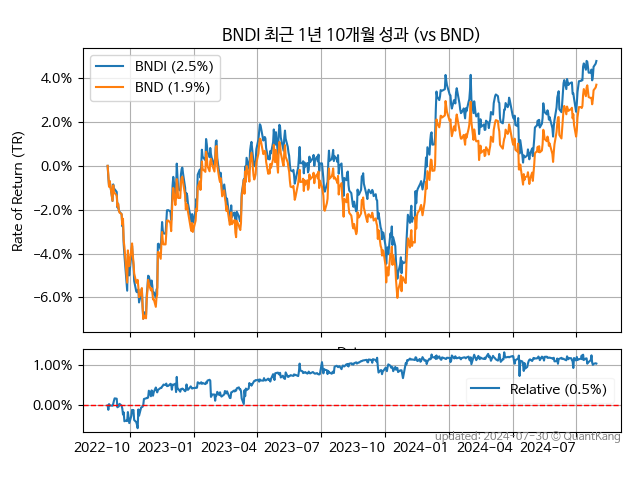 BNDI 최근 1년 10개월 성과 (vs BND)
BNDI (2.5%)
BND (1.9%)
Rate of Return (TR)
4.0%
2.0%
0.0%
−2.0%
−4.0%
−6.0%
1.00%
0.00%
Relative (0.5%)
2022−10 2023−01 2023−04 2023−07 2023−10 2024−01 2024−04 2024−07
updated: 2024-07-30 © QuantKang